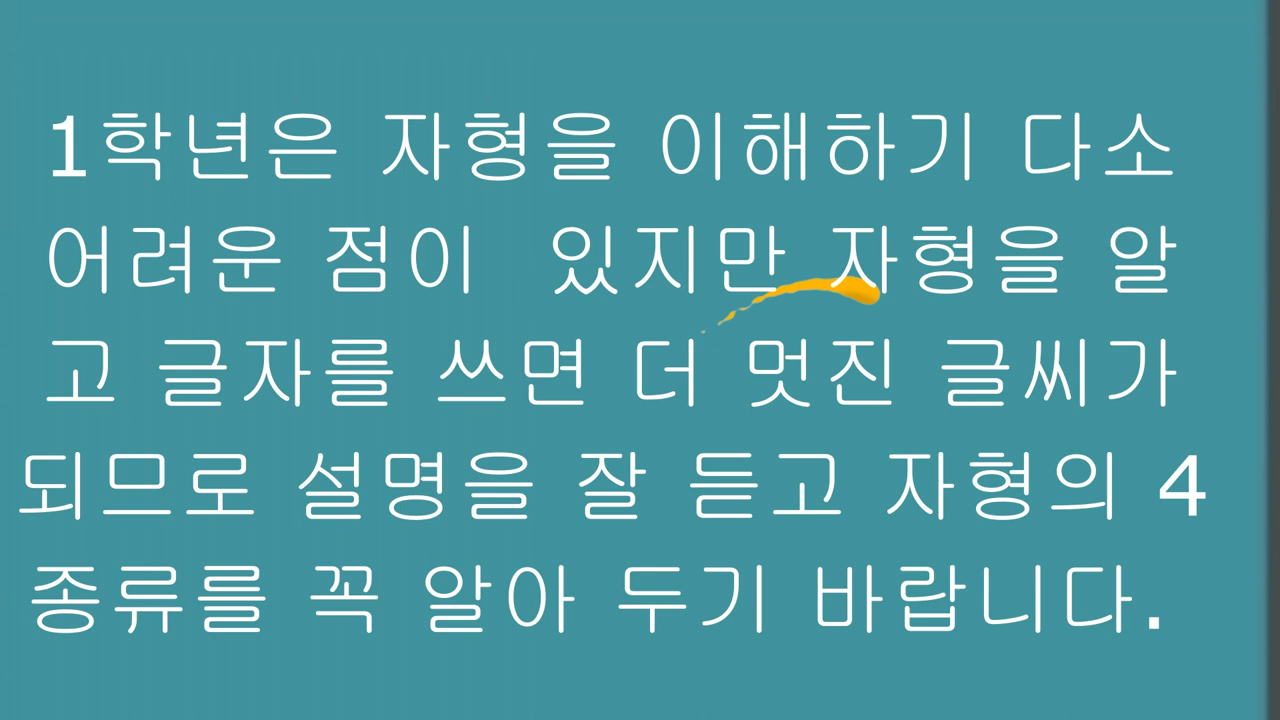 1학년은 자형을 이해하기 다소
어려운 점이 있지만 자형을 알
고 글자를 쓰면 더 멋진 글씨가
되므로 설명을 잘 듣고 자형의 4
종류를 꼭 알아 두기 바랍니다.